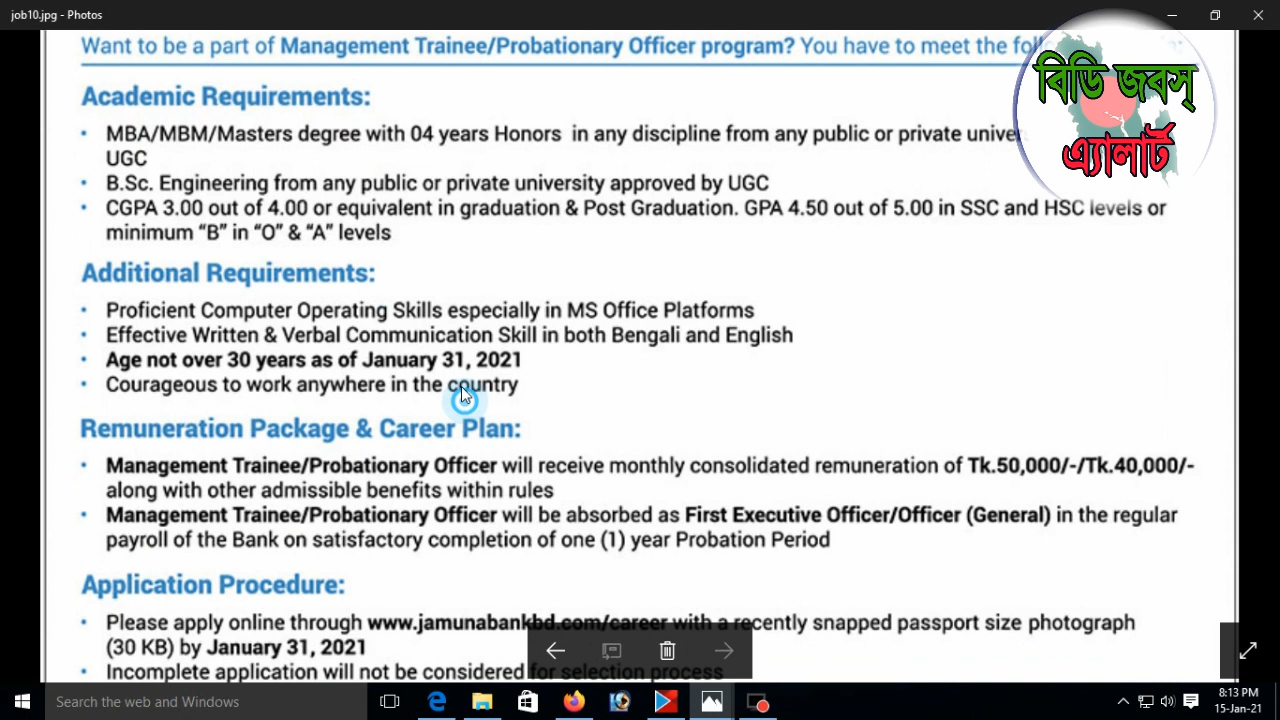 job10.jpg - Photos
Want to be a part of Management Trainee/Probationary Officer program? You have to meet the
Academic Requirements:
• MBA/MBM/Masters degree with 04 years Honors in any discipline from any public or private
UGC
• B.Sc. Engineering from any public or private university approved by UGC
• CGPA 3.00 out of 4.00 or equivalent in graduation & Post Graduation. GPA 4.50 out of 5.00 in SSC and HSC levels or
minimum “B” in “O” & “A” levels
বিডি জবস্
এ্যালার্ট
Additional Requirements:
• Proficient Computer Operating Skills especially in MS Office Platforms
• Effective Written & Verbal Communication Skill in both Bengali and English
• Age not over 30 years as of January 31, 2021
• Courageous to work anywhere in the country
Remuneration Package & Career Plan:
• Management Trainee/Probationary Officer will receive monthly consolidated remuneration of Tk.50,000/-/Tk.40,000/-
along with other admissible benefits within rules
• Management Trainee/Probationary Officer will be absorbed as First Executive Officer/Officer (General) in the regular
payroll of the Bank on satisfactory completion of one (1) year Probation Period
Application Procedure:
• Please apply online through www.jamunabankbd.com/career with a recently snapped passport size photograph
(30 KB) by January 31, 2021
• Incomplete application will not be considered for selection process
Search the web and Windows
8:13 PM
15-Jan-21